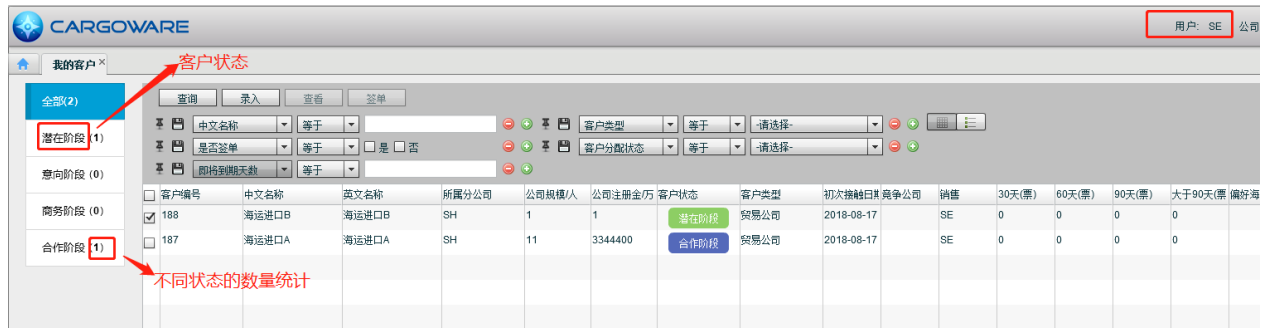 CARGOWARE
用户: SE 公司
我的客户 ×
客户状态
全部(2)
潜在阶段 (1)
意向阶段 (0)
商务阶段 (0)
合作阶段 (1)
不同状态的数量统计
查询 录入 查看 签单
中文名称 等于 客户类型 等于 -请选择-
是否签单 等于 是 否 客户分配状态 等于 -请选择-
即将到期天数 等于
客户编号 中文名称 英文名称 所属分公司 公司规模/人 公司注册金/万 客户状态 客户类型 初次接触日期 竞争公司 销售 30天(票) 60天(票) 90天(票) 大于90天(票 偏好海
188 海运进口B 海运进口B SH 1 1 潜在阶段 贸易公司 2018-08-17 SE 0 0 0 0
187 海运进口A 海运进口A SH 11 3344400 合作阶段 贸易公司 2018-08-17 SE 0 0 0 0